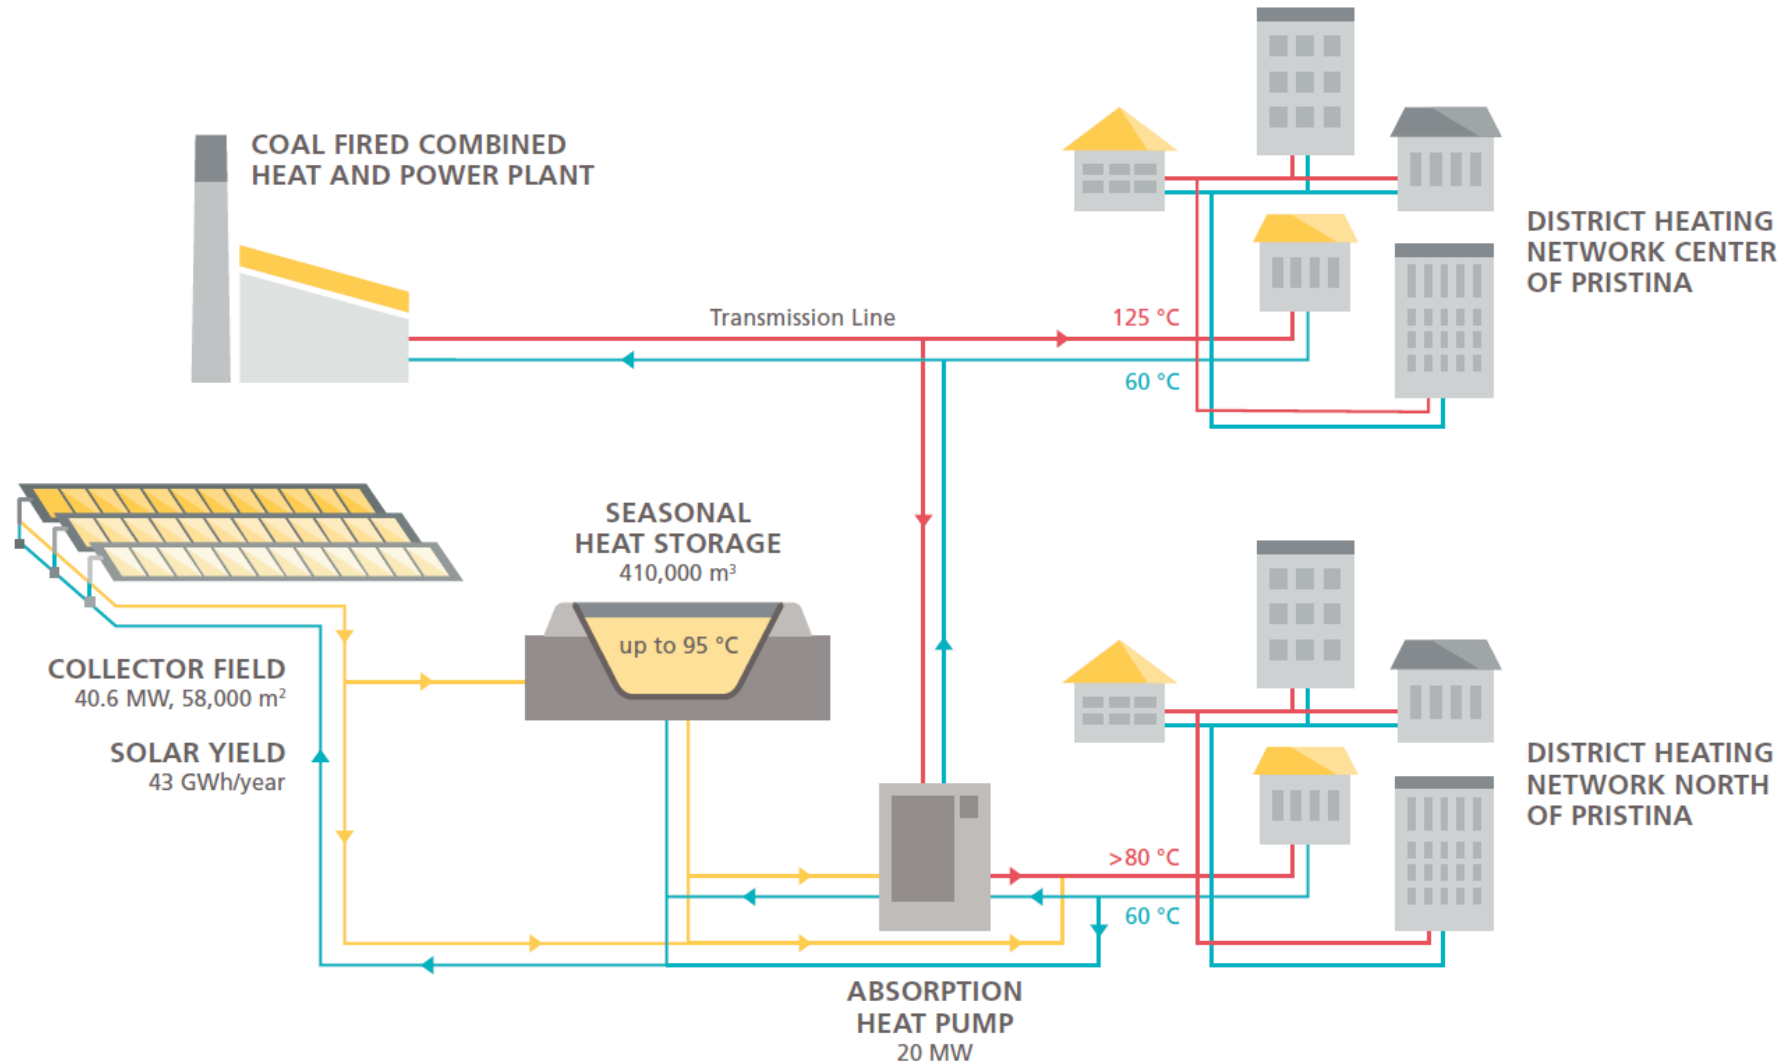 COAL FIRED COMBINED
HEAT AND POWER PLANT
Transmission Line
125 °C
60 °C
DISTRICT HEATING
NETWORK CENTER
OF PRISTINA
SEASONAL
HEAT STORAGE
410,000 m³
up to 95 °C
COLLECTOR FIELD
40.6 MW, 58,000 m²
SOLAR YIELD
43 GWh/year
>80 °C
60 °C
DISTRICT HEATING
NETWORK NORTH
OF PRISTINA
ABSORPTION
HEAT PUMP
20 MW